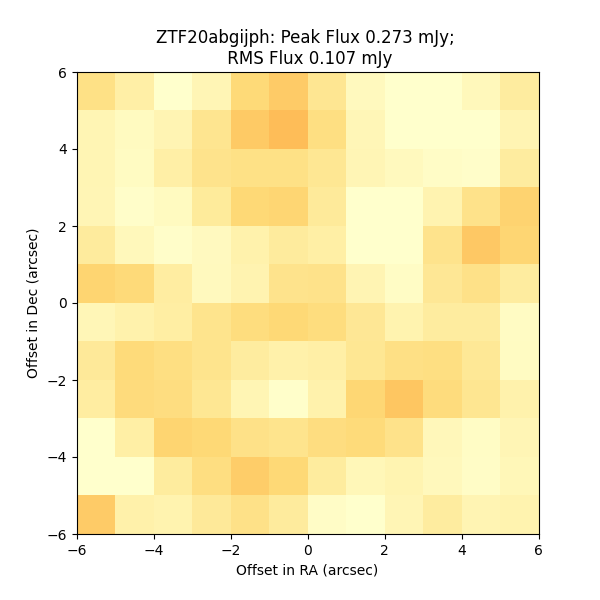 ZTF20abgijph: Peak Flux 0.273 mJy;
RMS Flux 0.107 mJy
6
4
2
0
−2
−4
−6
Offset in Dec (arcsec)
−6 −4 −2 0 2 4 6
Offset in RA (arcsec)